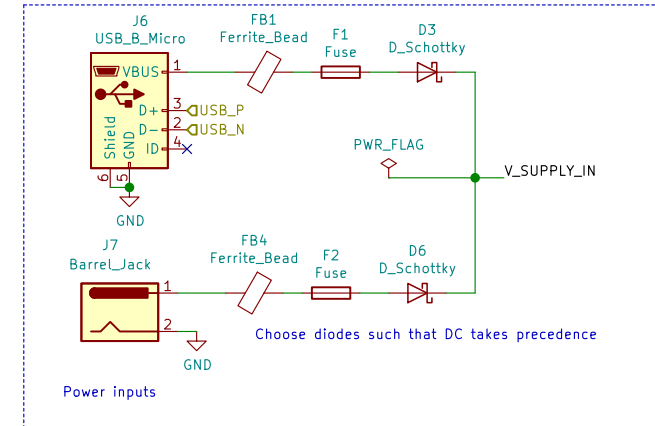 J6
USB_B_Micro
FB1
Ferrite_Bead
F1
Fuse
D3
D_Schottky
VBUS 1
D+ 3 USB_P
D- 2 USB_N
ID 4
Shield
GND
6
5
GND
PWR_FLAG
V_SUPPLY_IN
J7
Barrel_Jack
FB4
Ferrite_Bead
F2
Fuse
D6
D_Schottky
1
2
GND
Choose diodes such that DC takes precedence
Power inputs